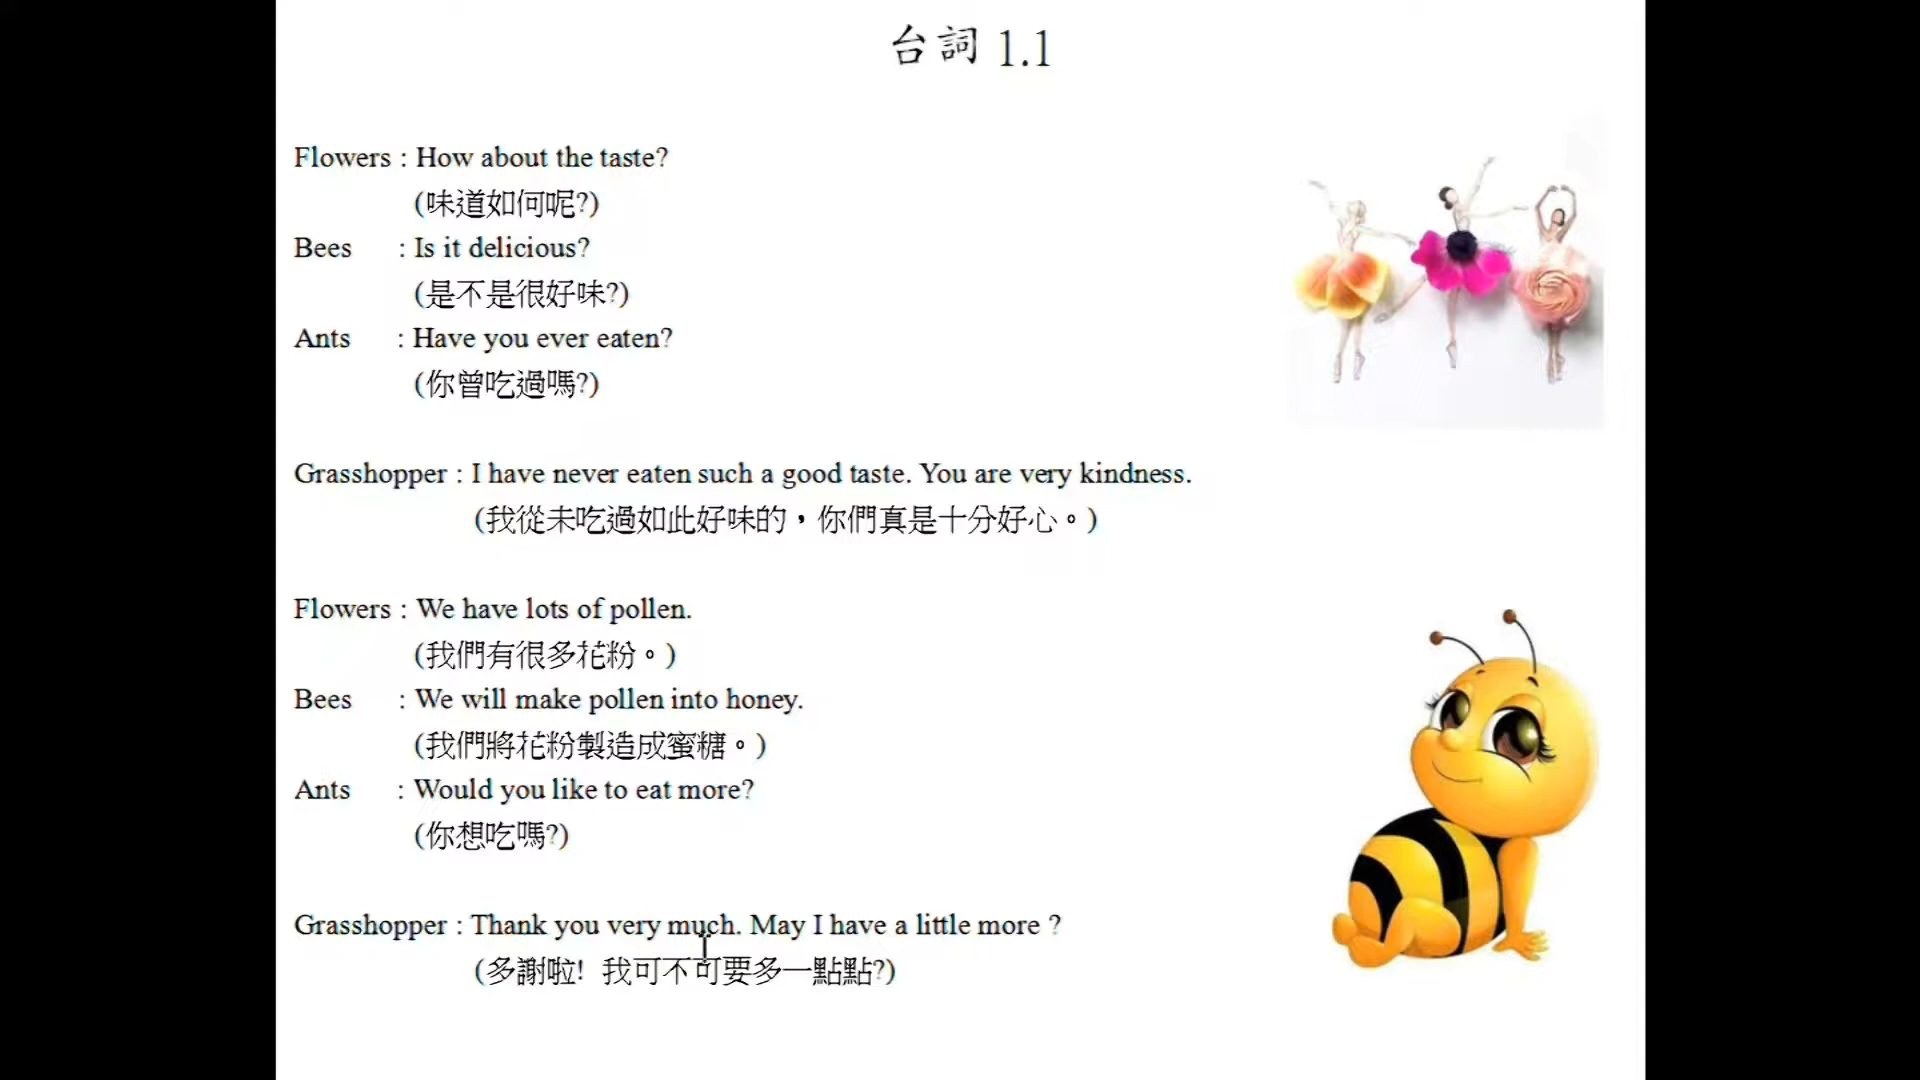 台詞 1.1
Flowers : How about the taste?
(味道如何呢?)
Bees : Is it delicious?
(是不是很好味?)
Ants : Have you ever eaten?
(你曾吃過嗎?)
Grasshopper : I have never eaten such a good taste. You are very kindness.
(我從未吃過如此好味的，你們真是十分好心。)
Flowers : We have lots of pollen.
(我們有很多花粉。)
Bees : We will make pollen into honey.
(我們將花粉製造成蜜糖。)
Ants : Would you like to eat more?
(你想吃嗎?)
Grasshopper : Thank you very much. May I have a little more ?
(多謝啦! 我可不可要多一點點?)